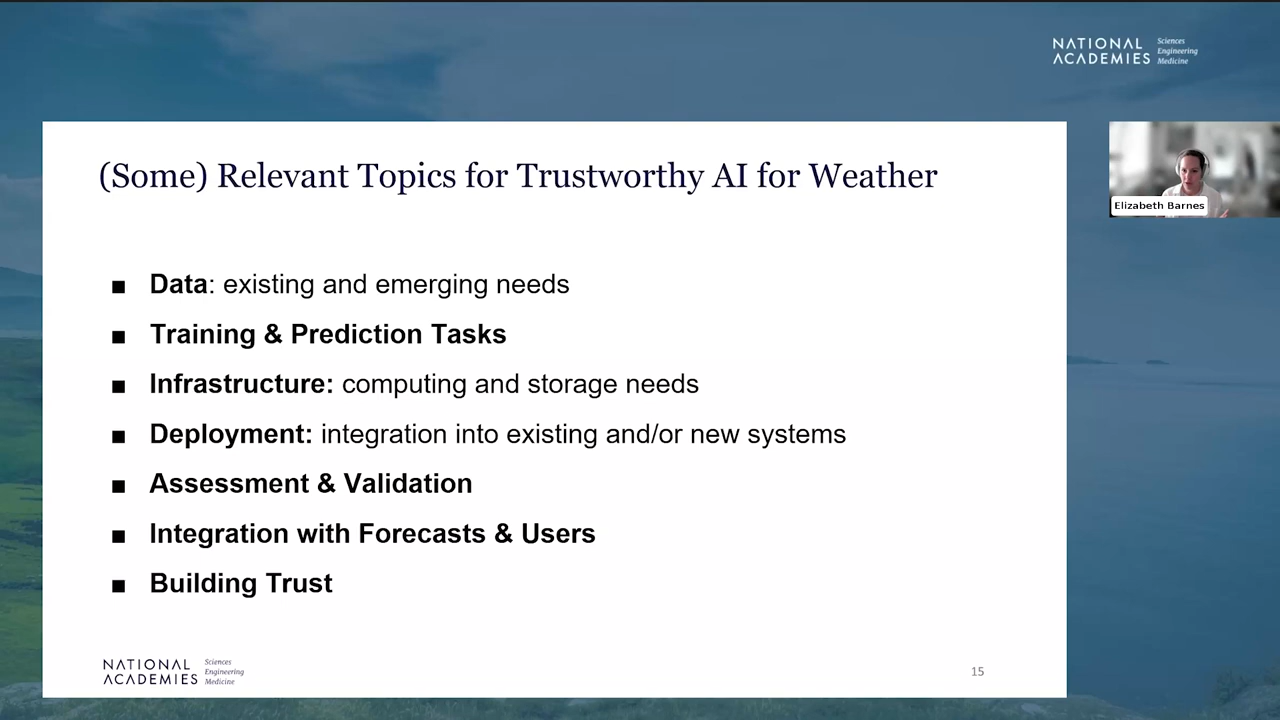 NATIONAL
ACADEMIES
Sciences
Engineering
Medicine
(Some) Relevant Topics for Trustworthy AI for Weather
Elizabeth Barnes
■ Data: existing and emerging needs
■ Training & Prediction Tasks
■ Infrastructure: computing and storage needs
■ Deployment: integration into existing and/or new systems
■ Assessment & Validation
■ Integration with Forecasts & Users
■ Building Trust
NATIONAL
ACADEMIES
Sciences
Engineering
Medicine
15